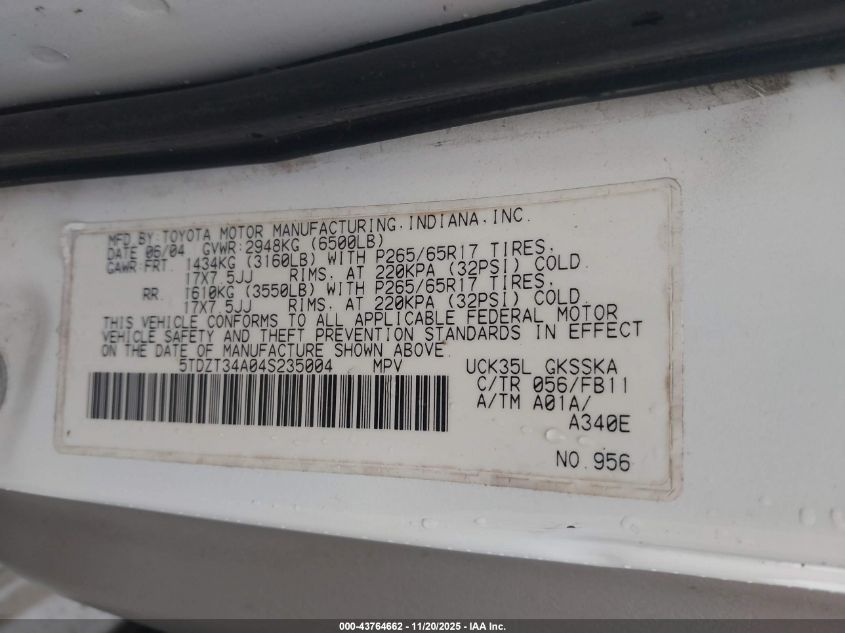 MFD.BY:TOYOTA MOTOR MANUFACTURING,INDIANA,INC.
DATE 06/04 GVWR:2948KG (6500LB)
GAWR:FRT. 1434KG (3160LB) WITH P265/65R17 TIRES,
17X7.5JJ RIMS, AT 220KPA (32PSI) COLD.
RR. 1610KG (3550LB) WITH P265/65R17 TIRES,
17X7.5JJ RIMS, AT 220KPA (32PSI) COLD.
THIS VEHICLE CONFORMS TO ALL APPLICABLE FEDERAL MOTOR
VEHICLE SAFETY AND THEFT PREVENTION STANDARDS IN EFFECT
ON THE DATE OF MANUFACTURE SHOWN ABOVE.
5TDZT34A04S235004 MPV UCK35L GKSSKA
C/TR 056/FB11
A/TM A01A/
A340E
NO.956
000-43764662 - 11/20/2025 - IAA Inc.